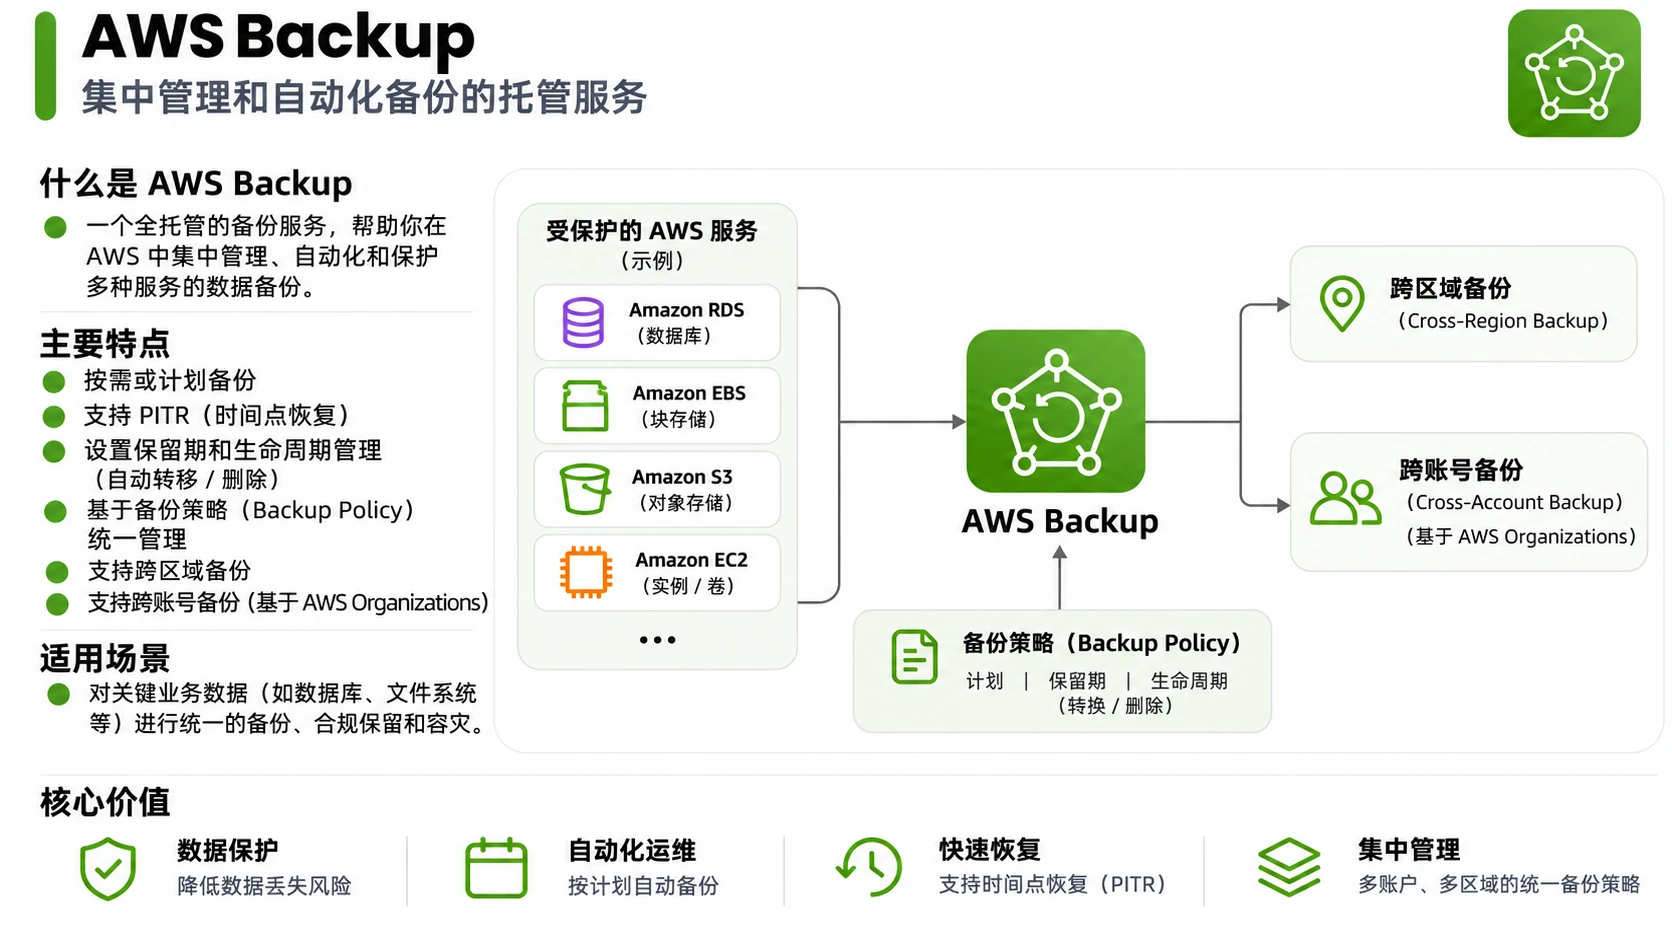 AWS Backup
集中管理和自动化备份的托管服务
什么是 AWS Backup
一个全托管的备份服务，帮助你在
AWS 中集中管理、自动化和保护
多种服务的数据备份。
主要特点
按需或计划备份
支持 PITR（时间点恢复）
设置保留期和生命周期管理
（自动转移 / 删除）
基于备份策略（Backup Policy）
统一管理
支持跨区域备份
支持跨账号备份 (基于 AWS Organizations)
适用场景
对关键业务数据（如数据库、文件系统
等）进行统一的备份、合规保留和容灾。
受保护的 AWS 服务
（示例）
Amazon RDS
（数据库）
Amazon EBS
（块存储）
Amazon S3
（对象存储）
Amazon EC2
（实例 / 卷）
•••
AWS Backup
备份策略（Backup Policy）
计划 | 保留期 | 生命周期
（转换 / 删除）
跨区域备份
（Cross-Region Backup）
跨账号备份
（Cross-Account Backup）
（基于 AWS Organizations）
核心价值
数据保护
降低数据丢失风险
自动化运维
按计划自动备份
快速恢复
支持时间点恢复（PITR）
集中管理
多账户、多区域的统一备份策略